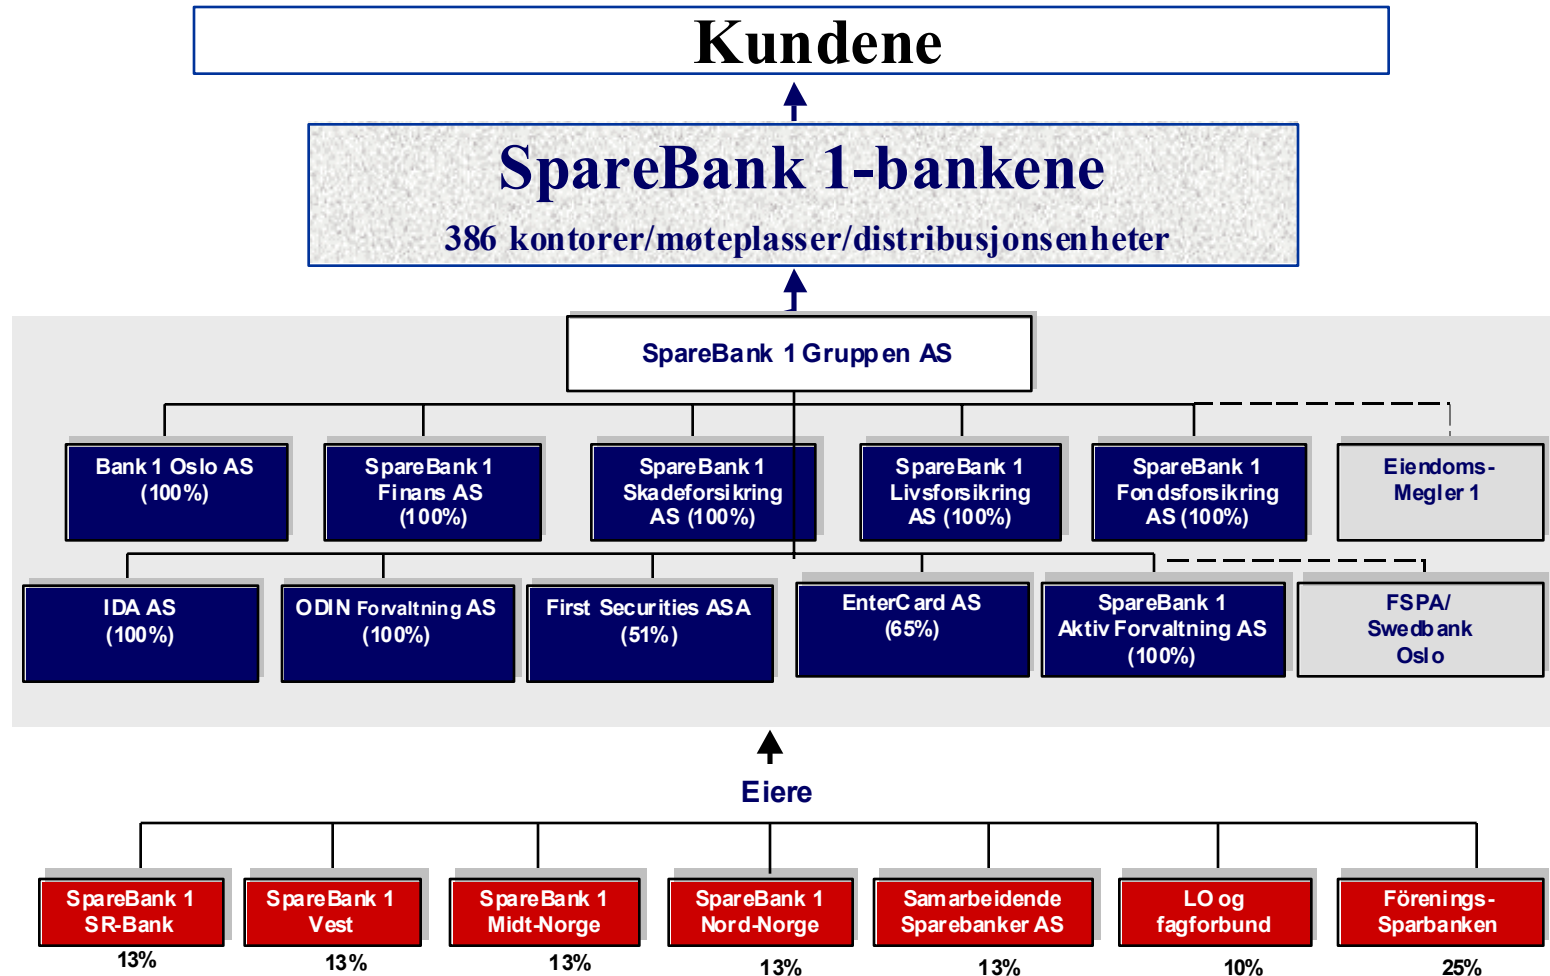 Kundene
SpareBank 1-bankene
386 kontorer/møteplasser/distribusjonsenheter
SpareBank 1 Gruppen AS
Bank 1 Oslo AS
(100%)
SpareBank 1
Finans AS
(100%)
SpareBank 1
Skadeforsikring
AS (100%)
SpareBank 1
Livsforsikring
AS (100%)
SpareBank 1
Fondsforsikring
AS (100%)
Eiendoms-
Megler 1
IDA AS
(100%)
ODIN Forvaltning AS
(100%)
First Securities ASA
(51%)
EnterCard AS
(65%)
SpareBank 1
Aktiv Forvaltning AS
(100%)
FSPA/
Swedbank
Oslo
Eiere
SpareBank 1
SR-Bank
13%
SpareBank 1
Vest
13%
SpareBank 1
Midt-Norge
13%
SpareBank 1
Nord-Norge
13%
Samarbeidende
Sparebanker AS
13%
LO og
fagforbund
10%
Förenings-
Sparbanken
25%